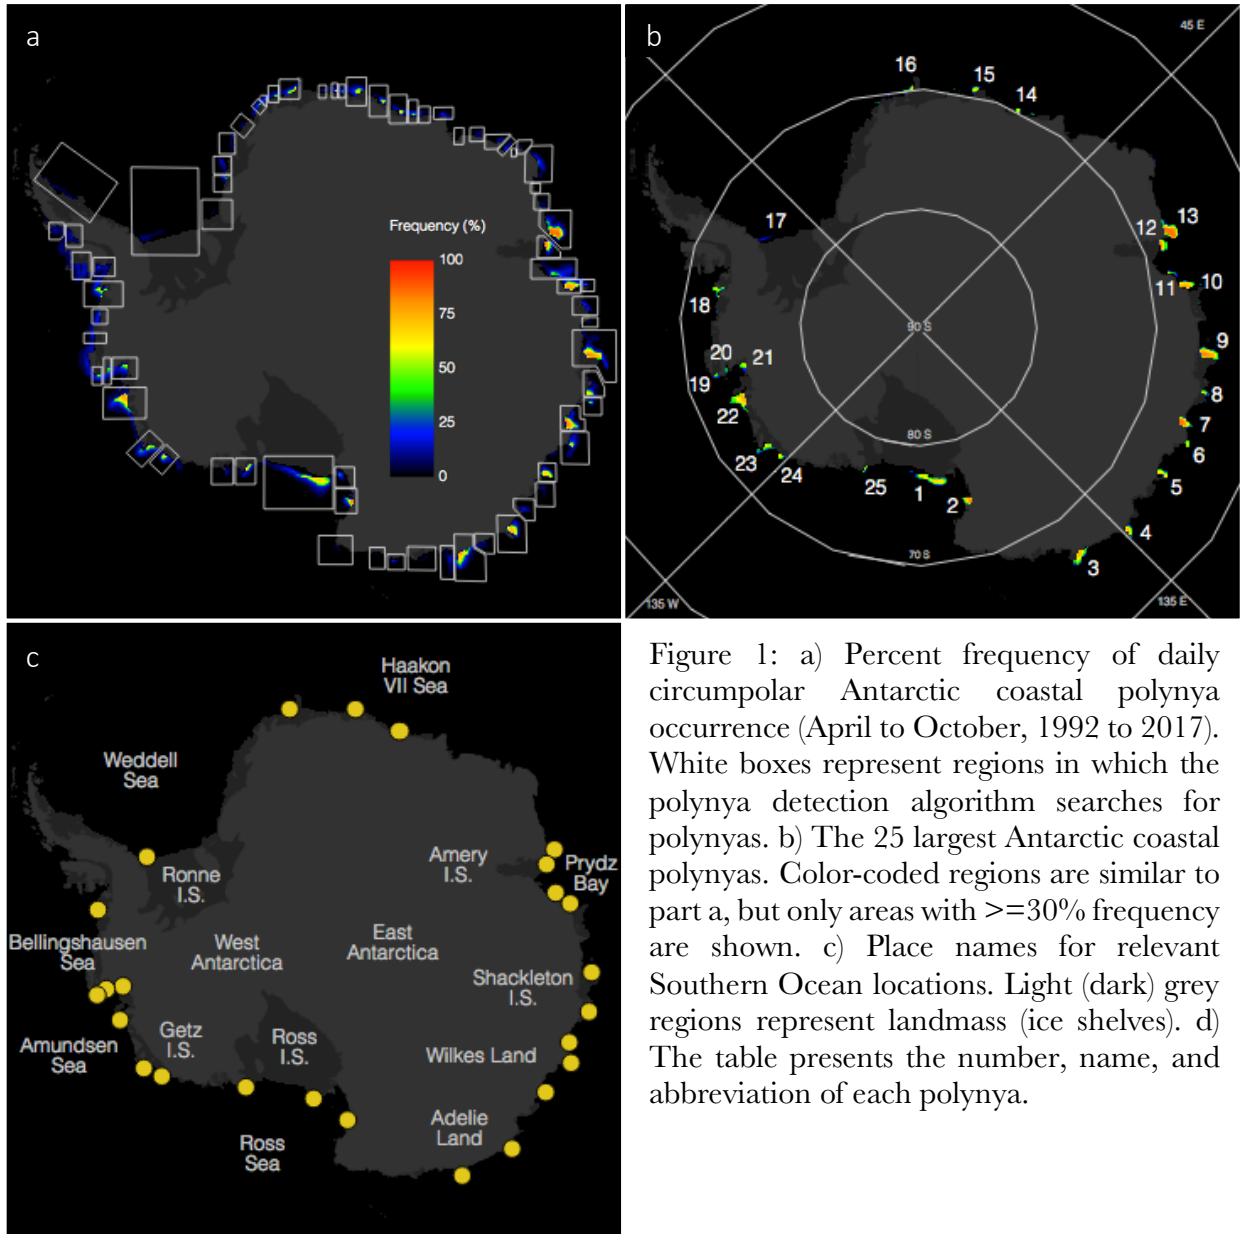 a
Frequency (%)
100
75
50
25
0
b
45 E
16
15
14
13
12
17
11
10
18
90 S
9
20
21
19
8
22
7
80 S
6
23
24
25
1
2
5
4
70 S
3
135 W
135 E
c
Haakon
VII Sea
Weddell
Sea
Amery
I.S.
Prydz
Bay
Ronne
I.S.
Bellingshausen
Sea
West
Antarctica
East
Antarctica
Shackleton
I.S.
Amundsen
Sea
Getz
I.S.
Ross
I.S.
Wilkes Land
Adelie
Land
Ross
Sea
Figure 1: a) Percent frequency of daily
circumpolar Antarctic coastal polynya
occurrence (April to October, 1992 to 2017).
White boxes represent regions in which the
polynya detection algorithm searches for
polynyas. b) The 25 largest Antarctic coastal
polynyas. Color-coded regions are similar to
part a, but only areas with >=30% frequency
are shown. c) Place names for relevant
Southern Ocean locations. Light (dark) grey
regions represent landmass (ice shelves). d)
The table presents the number, name, and
abbreviation of each polynya.